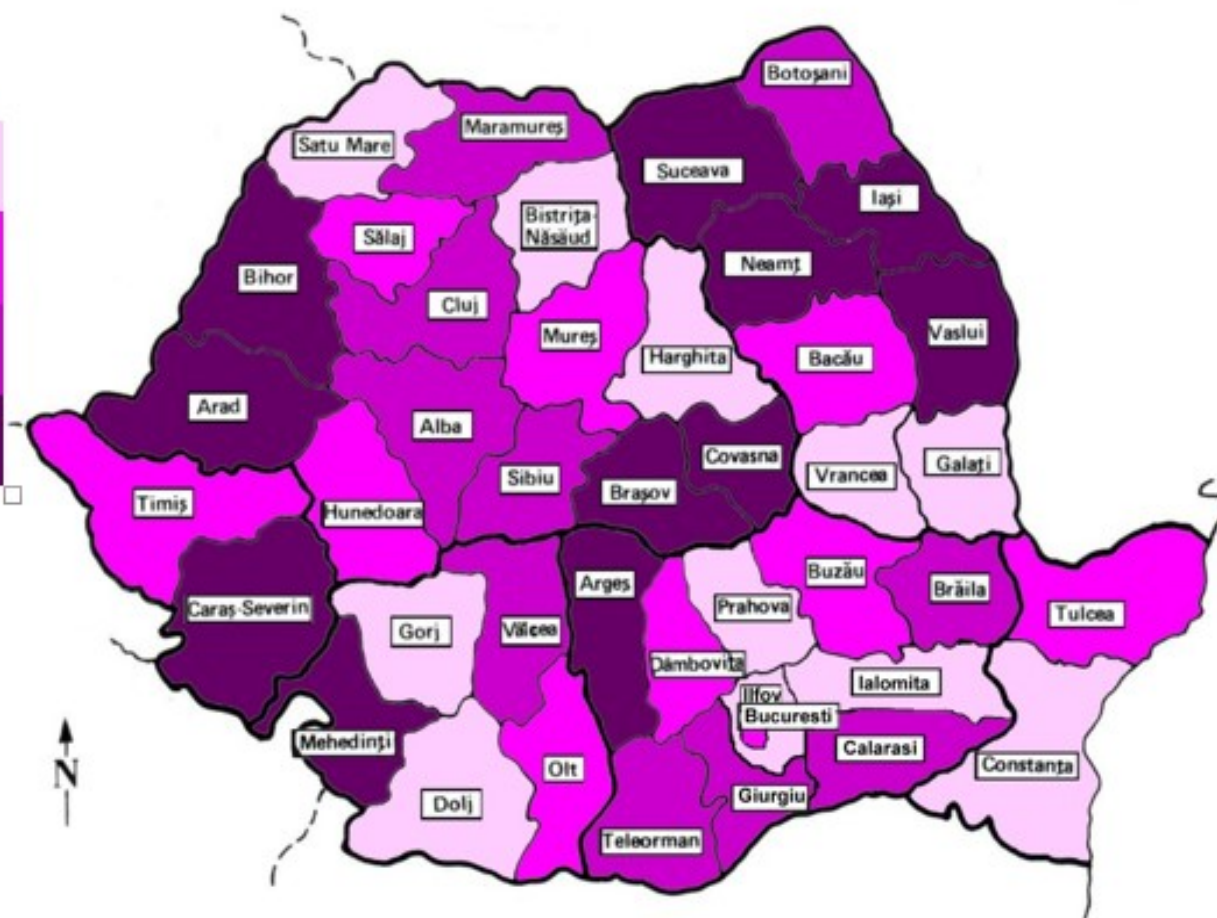 Botoșani
Maramureș
Satu Mare
Suceava
Iași
Bistrița-
Năsăud
Sălaj
Neamț
Bihor
Cluj
Vaslui
Mureș
Harghita
Bacău
Arad
Alba
Covasna
Galați
Vrancea
Sibiu
Brașov
Timiș
Hunedoara
Buzău
Argeș
Brăila
Caraș-Severin
Prahova
Tulcea
Gorj
Vâlcea
Dâmbovița
Ialomita
Ilfov
Bucuresti
Mehedinți
Calarasi
Constanța
Olt
Giurgiu
Dolj
Teleorman
N